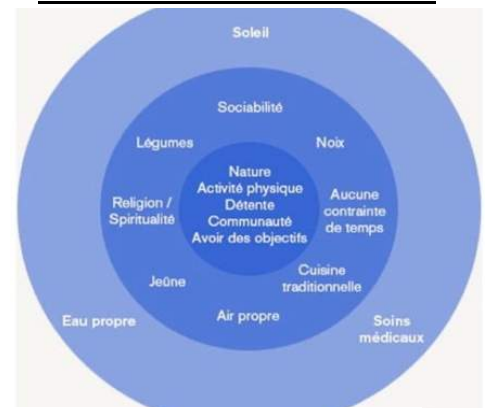 Soleil
Sociabilité
Légumes
Noix
Nature
Activité physique
Détente
Communauté
Avoir des objectifs
Religion /
Spiritualité
Aucune
contrainte
de temps
Jeûne
Cuisine
traditionnelle
Air propre
Eau propre
Soins
médicaux